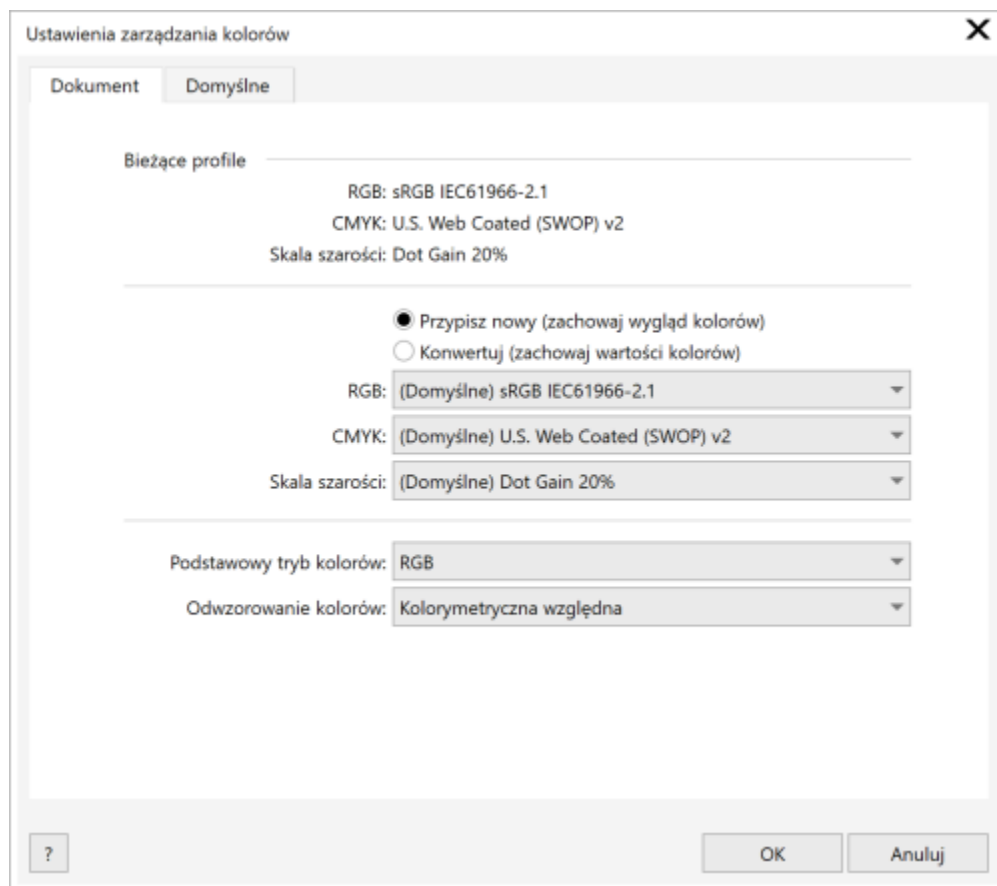 Ustawienia zarządzania kolorów
Dokument Domyślne
Bieżące profile
RGB: sRGB IEC61966-2.1
CMYK: U.S. Web Coated (SWOP) v2
Skala szarości: Dot Gain 20%
Przypisz nowy (zachowaj wygląd kolorów)
Konwertuj (zachowaj wartości kolorów)
RGB: (Domyślne) sRGB IEC61966-2.1
CMYK: (Domyślne) U.S. Web Coated (SWOP) v2
Skala szarości: (Domyślne) Dot Gain 20%
Podstawowy tryb kolorów: RGB
Odwzorowanie kolorów: Kolorymetryczna względna
? OK Anuluj